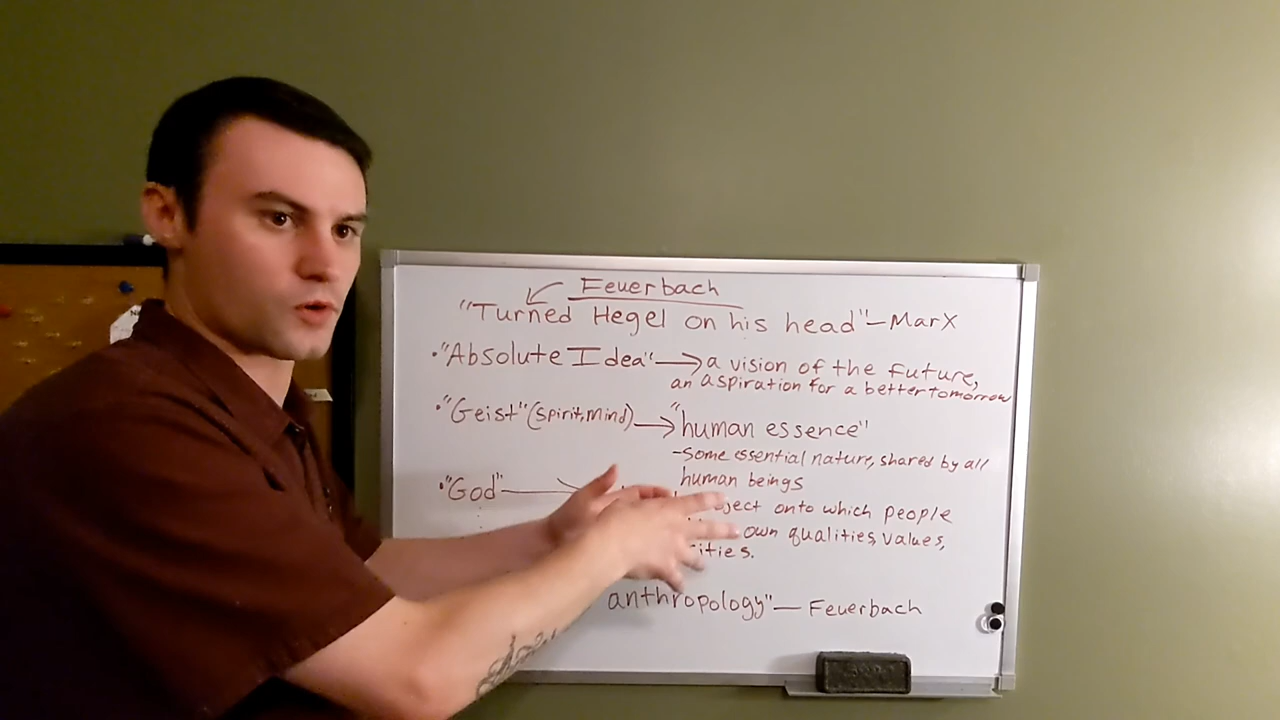 Feuerbach
"Turned Hegel on his head"—Marx
•"Absolute Idea"→a vision of the future,
an aspiration for a better tomorrow
•"Geist"(spirit, mind)→"human essence"
-Some essential nature, shared by all
human beings
•"God"
onto which people
own qualities, values,
anthropology"—Feuerbach